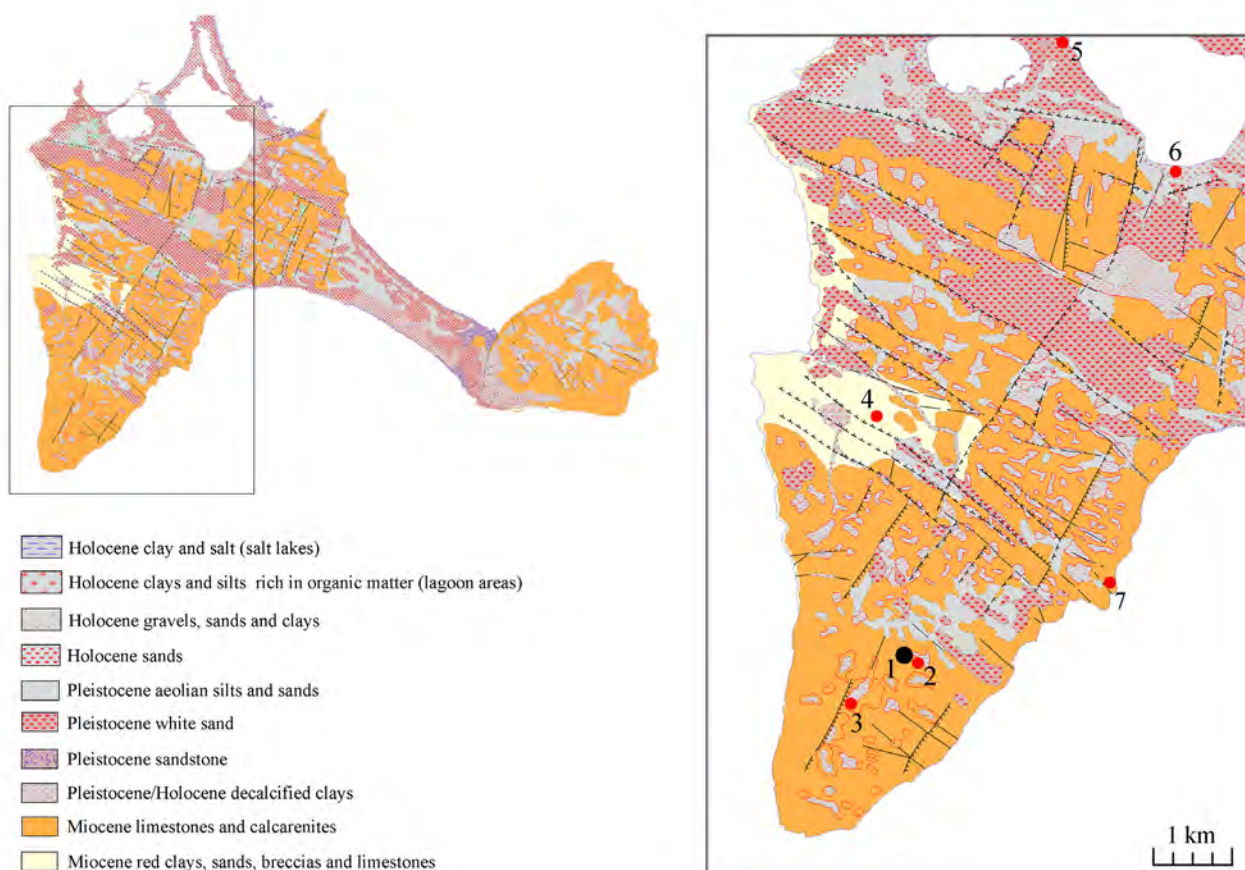 Holocene clay and salt (salt lakes)
Holocene clays and silts rich in organic matter (lagoon areas)
Holocene gravels, sands and clays
Holocene sands
Pleistocene aeolian silts and sands
Pleistocene white sand
Pleistocene sandstone
Pleistocene/Holocene decalcified clays
Miocene limestones and calcarenites
Miocene red clays, sands, breccias and limestones
5
6
4
7
1
2
3
1 km